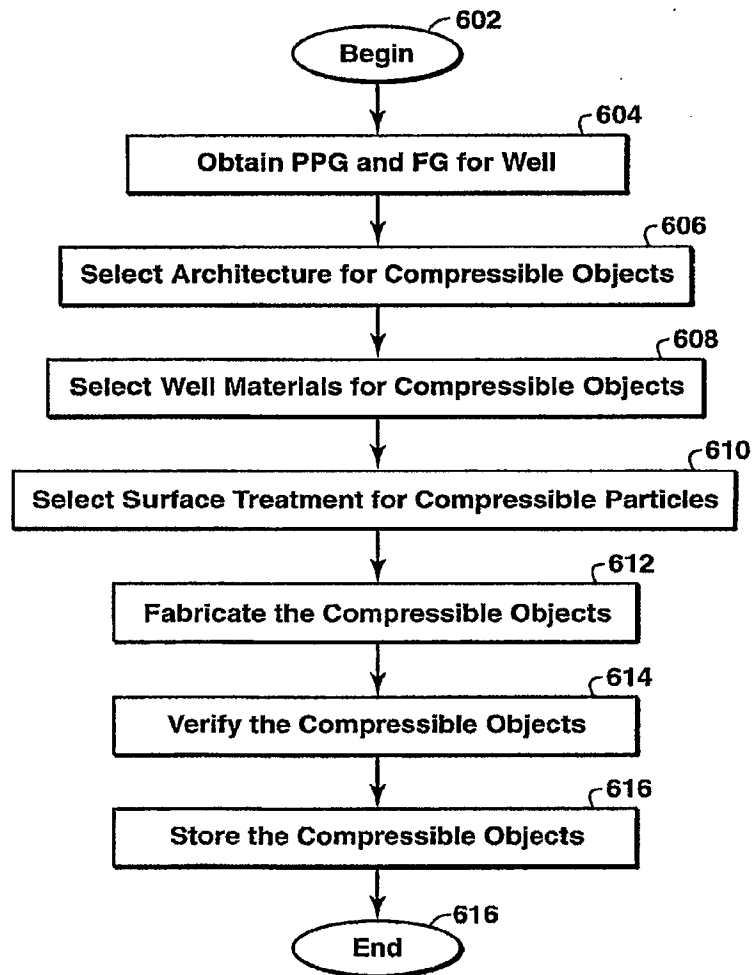 602
Begin
604
Obtain PPG and FG for Well
606
Select Architecture for Compressible Objects
608
Select Well Materials for Compressible Objects
610
Select Surface Treatment for Compressible Particles
612
Fabricate the Compressible Objects
614
Verify the Compressible Objects
616
Store the Compressible Objects
616
End